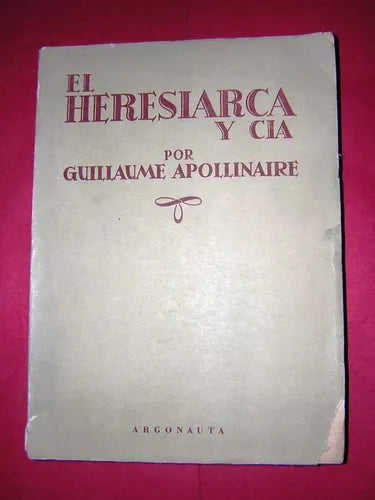 EL
HERESIARCA
Y CIA
POR
GUILLAUME APOLLINAIRE
ARGONAUTA